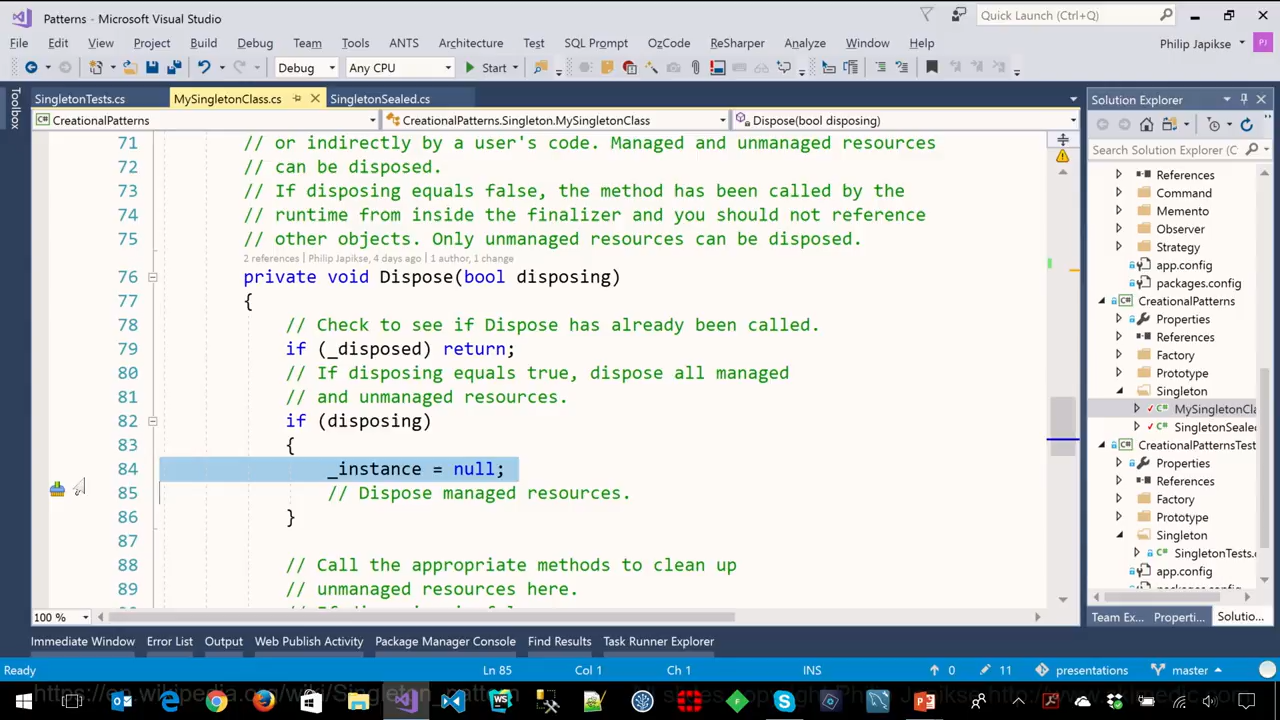 Patterns - Microsoft Visual Studio
Quick Launch (Ctrl+Q)
File Edit View Project Build Debug Team Tools ANTS Architecture Test SQL Prompt OzCode ReSharper Analyze Window Help
Philip Japikse PJ
Debug Any CPU Start
Toolbox
SingletonTests.cs MySingletonClass.cs SingletonSealed.cs
CreationalPatterns CreationalPatterns.Singleton.MySingletonClass Dispose(bool disposing)
71 // or indirectly by a user's code. Managed and unmanaged resources
72 // can be disposed.
73 // If disposing equals false, the method has been called by the
74 // runtime from inside the finalizer and you should not reference
75 // other objects. Only unmanaged resources can be disposed.
2 references | Philip Japikse, 4 days ago | 1 author, 1 change
76 private void Dispose(bool disposing)
77 {
78 // Check to see if Dispose has already been called.
79 if (_disposed) return;
80 // If disposing equals true, dispose all managed
81 // and unmanaged resources.
82 if (disposing)
83 {
84 _instance = null;
85 // Dispose managed resources.
86 }
87
88 // Call the appropriate methods to clean up
89 // unmanaged resources here.
100 %
Solution Explorer
Search Solution Explorer (C
References
Command
Memento
Observer
Strategy
app.config
packages.config
C# CreationalPatterns
Properties
References
Factory
Prototype
Singleton
C# MySingletonCla
C# SingletonSealed
C# CreationalPatternsTest
Properties
References
Factory
Prototype
Singleton
C# SingletonTests.c
app.config
packages.config
Team Ex... Properti... Solutio...
Immediate Window Error List Output Web Publish Activity Package Manager Console Find Results Task Runner Explorer
Ready Ln 85 Col 1 Ch 1 INS 0 11 presentations master